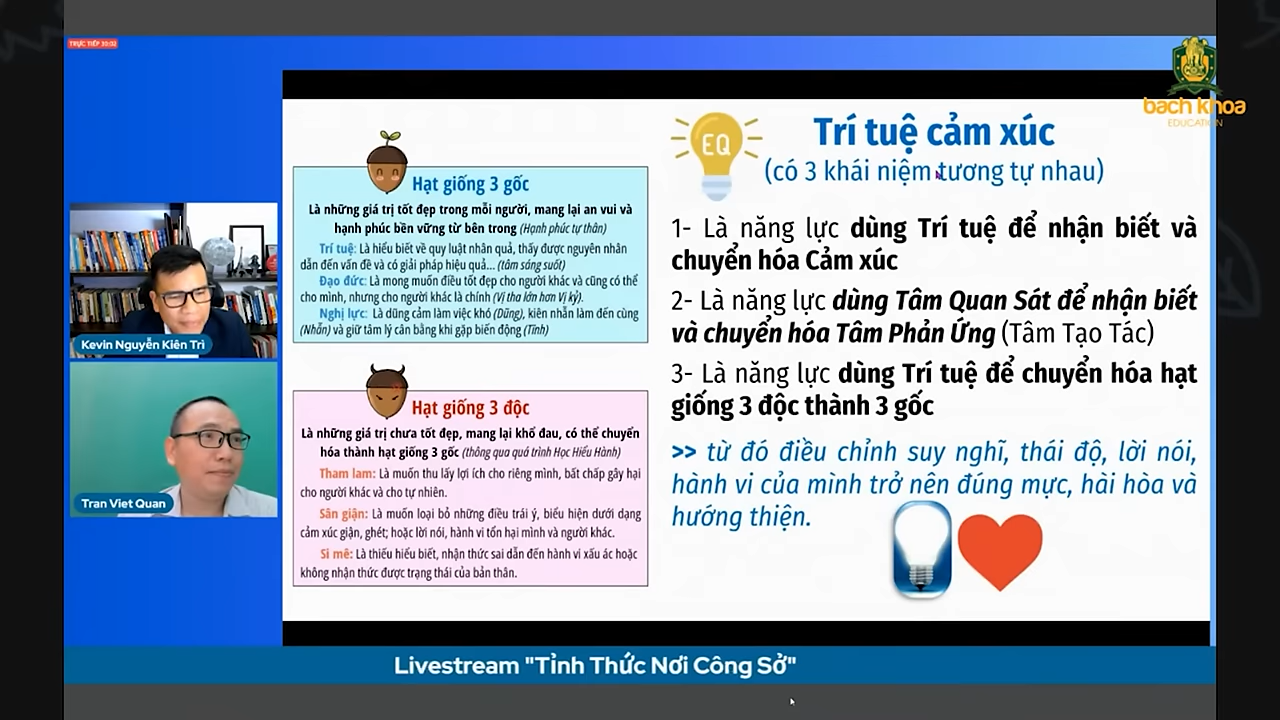 TRỰC TIẾP 30:02
bach khoa
EDUCATION
Kevin Nguyễn Kiên Trì
Tran Viet Quan
Hạt giống 3 gốc
Là những giá trị tốt đẹp trong mỗi người, mang lại an vui và
hạnh phúc bền vững từ bên trong (Hạnh phúc tự thân)
Trí tuệ: Là hiểu biết về quy luật nhân quả, thấy được nguyên nhân
dẫn đến vấn đề và có giải pháp hiệu quả... (tâm sáng suốt)
Đạo đức: Là mong muốn điều tốt đẹp cho người khác và cũng có thể
cho mình, nhưng cho người khác là chính (Vị tha lớn hơn Vị kỷ).
Nghị lực: Là dũng cảm làm việc khó (Dũng), kiên nhẫn làm đến cùng
(Nhẫn) và giữ tâm lý cân bằng khi gặp biến động (Tĩnh)
Hạt giống 3 độc
Là những giá trị chưa tốt đẹp, mang lại khổ đau, có thể chuyển
hóa thành hạt giống 3 gốc (thông qua quá trình Học Hiểu Hành)
Tham lam: Là muốn thu lấy lợi ích cho riêng mình, bất chấp gây hại
cho người khác và cho tự nhiên.
Sân giận: Là muốn loại bỏ những điều trái ý, biểu hiện dưới dạng
cảm xúc giận, ghét; hoặc lời nói, hành vi tổn hại mình và người khác.
Si mê: Là thiếu hiểu biết, nhận thức sai dẫn đến hành vi xấu ác hoặc
không nhận thức được trạng thái của bản thân.
EQ
Trí tuệ cảm xúc
(có 3 khái niệm tương tự nhau)
1- Là năng lực dùng Trí tuệ để nhận biết và
chuyển hóa Cảm xúc
2- Là năng lực dùng Tâm Quan Sát để nhận biết
và chuyển hóa Tâm Phản Ứng (Tâm Tạo Tác)
3- Là năng lực dùng Trí tuệ để chuyển hóa hạt
giống 3 độc thành 3 gốc
>> từ đó điều chỉnh suy nghĩ, thái độ, lời nói,
hành vi của mình trở nên đúng mực, hài hòa và
hướng thiện.
Livestream "Tỉnh Thức Nơi Công Sở"